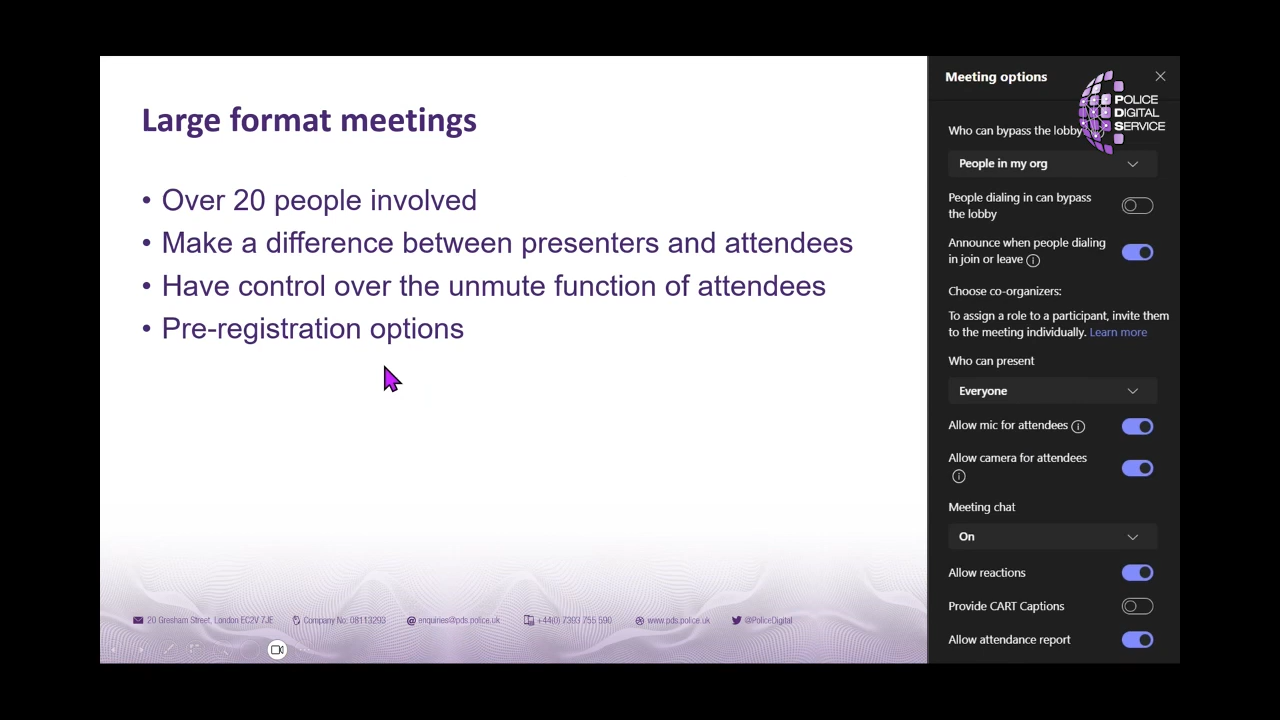 Large format meetings
• Over 20 people involved
• Make a difference between presenters and attendees
• Have control over the unmute function of attendees
• Pre-registration options
20 Gresham Street, London EC2V 7JE Company No: 08113293 enquiries@pds.police.uk +44(0) 7393 755 590 www.pds.police.uk @PoliceDigital
Meeting options
POLICE
DIGITAL
SERVICE
Who can bypass the lobby
People in my org
People dialing in can bypass
the lobby
Announce when people dialing
in join or leave
Choose co-organizers:
To assign a role to a participant, invite them
to the meeting individually. Learn more
Who can present
Everyone
Allow mic for attendees
Allow camera for attendees
Meeting chat
On
Allow reactions
Provide CART Captions
Allow attendance report